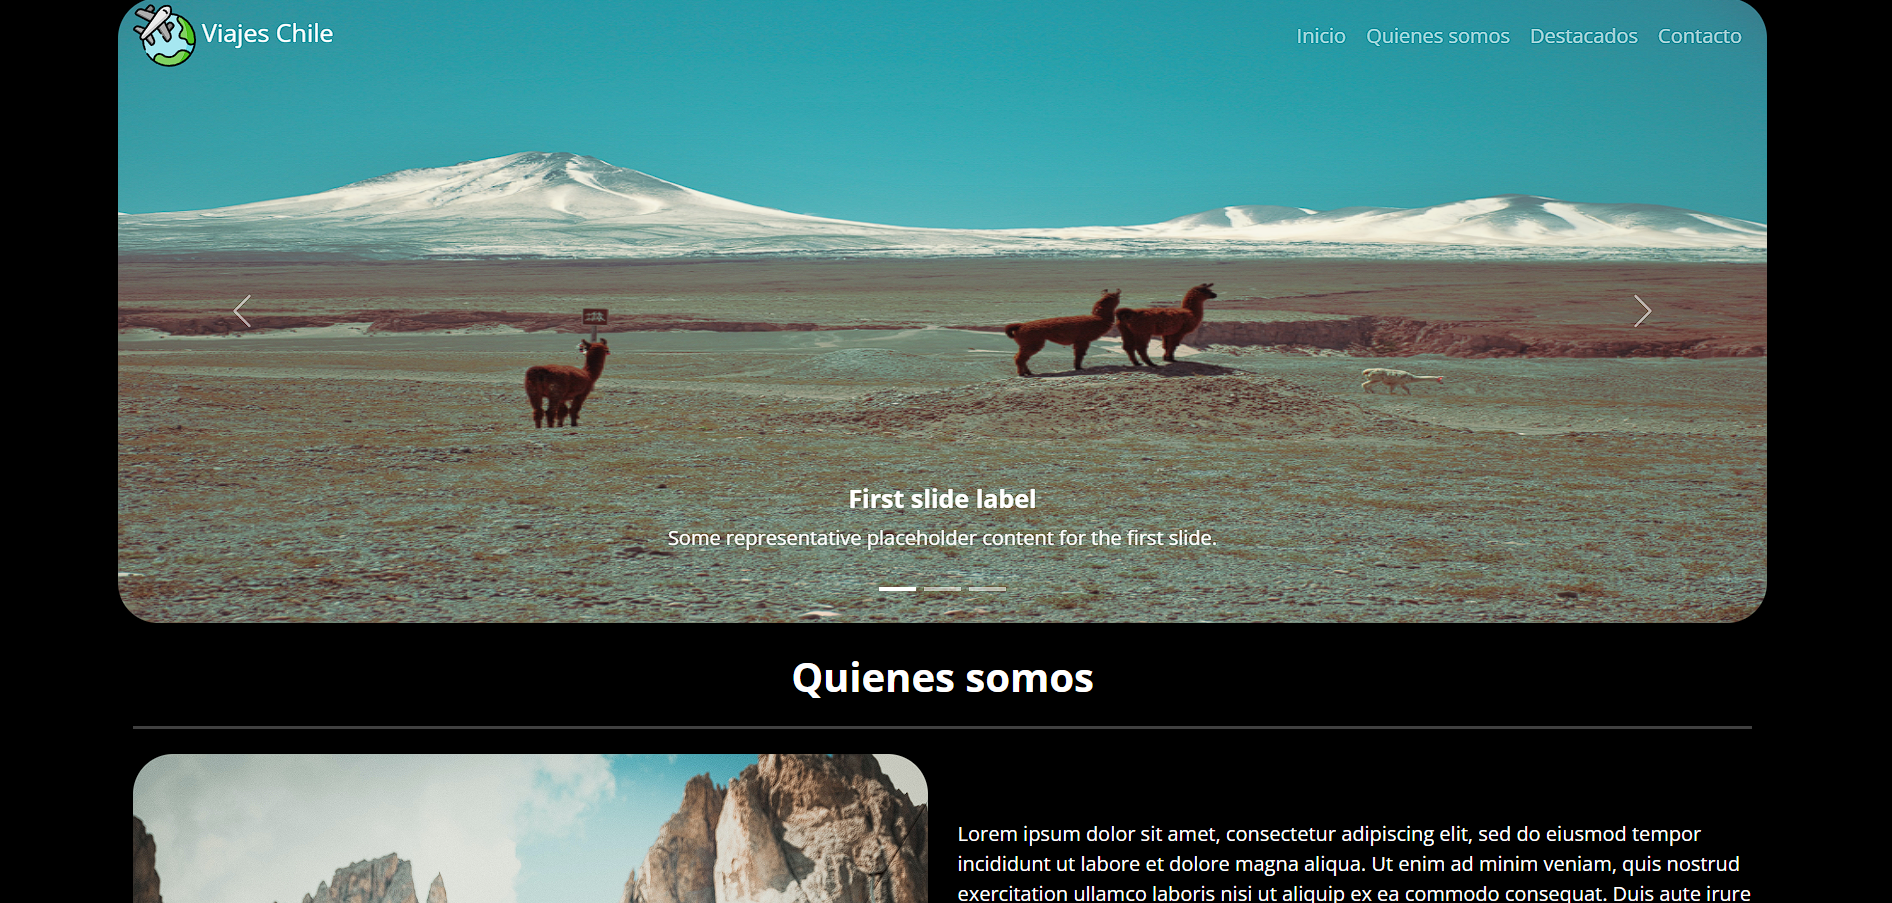 Viajes Chile
Inicio Quienes somos Destacados Contacto
First slide label
Some representative placeholder content for the first slide.
Quienes somos
Lorem ipsum dolor sit amet, consectetur adipiscing elit, sed do eiusmod tempor
incididunt ut labore et dolore magna aliqua. Ut enim ad minim veniam, quis nostrud
exercitation ullamco laboris nisi ut aliquip ex ea commodo consequat. Duis aute irure